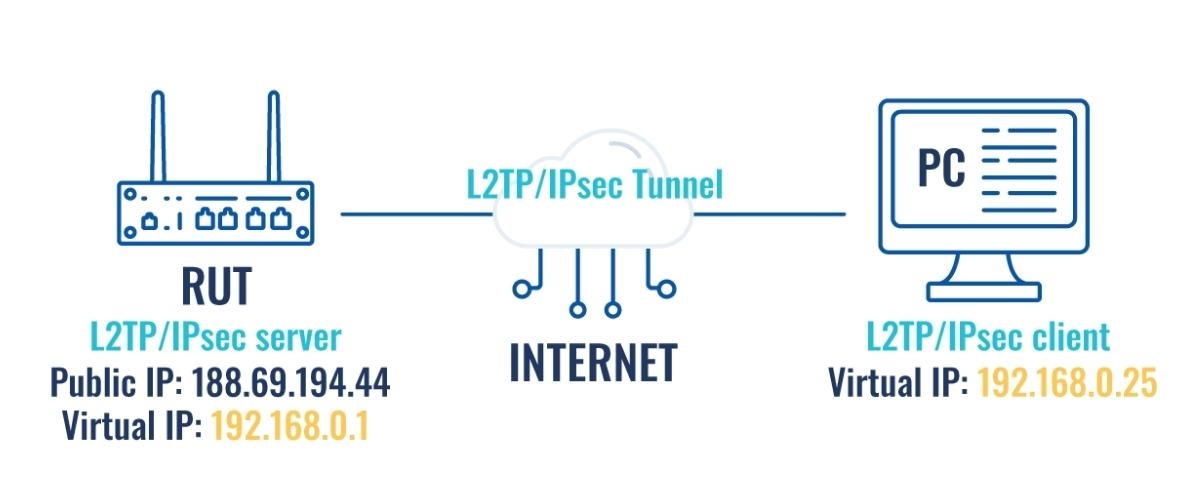 L2TP/IPsec Tunnel
PC
RUT
L2TP/IPsec server
Public IP: 188.69.194.44
Virtual IP: 192.168.0.1
INTERNET
L2TP/IPsec client
Virtual IP: 192.168.0.25